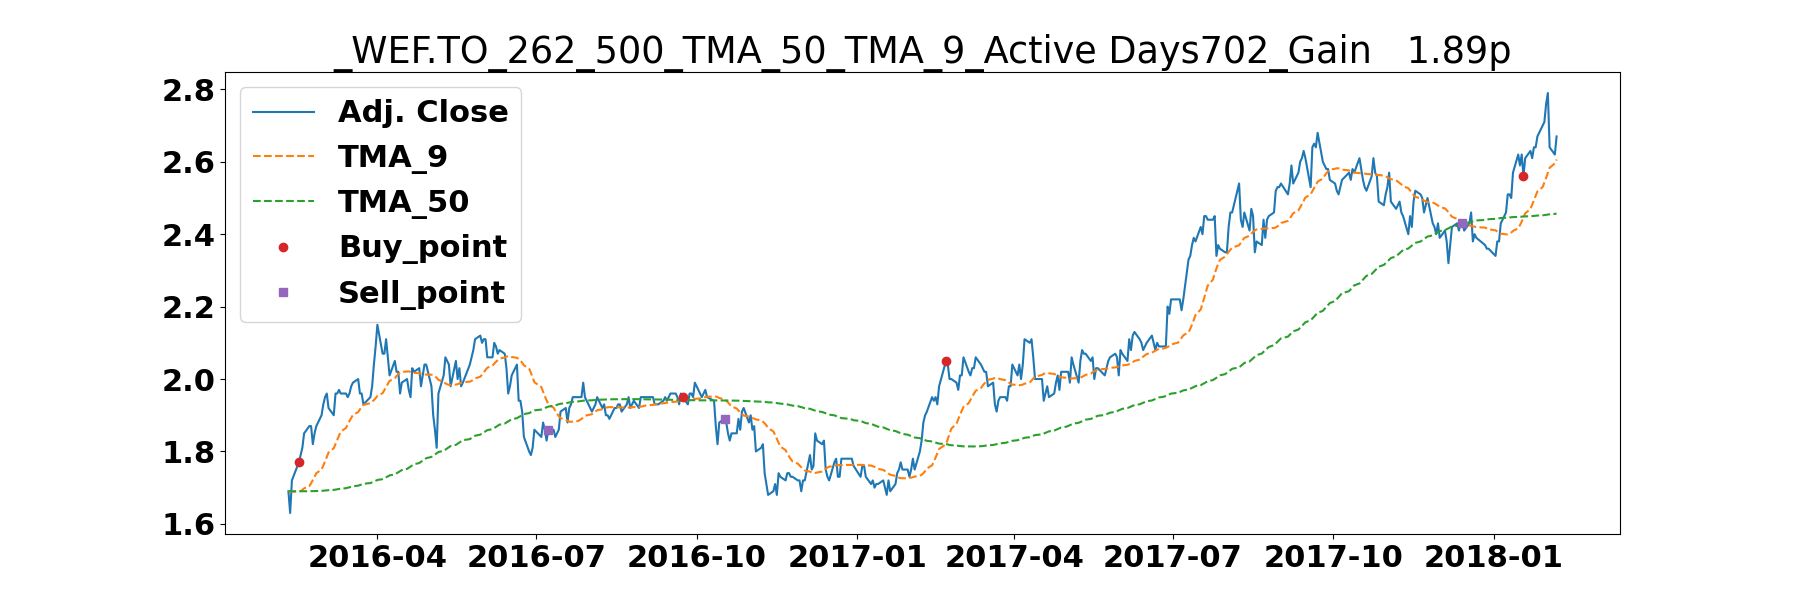 _WEF.TO_262_500_TMA_50_TMA_9_Active Days702_Gain   1.89p
2.8
2.6
2.4
2.2
2.0
1.8
1.6
Adj. Close
TMA_9
TMA_50
Buy_point
Sell_point
2016-04 2016-07 2016-10 2017-01 2017-04 2017-07 2017-10 2018-01